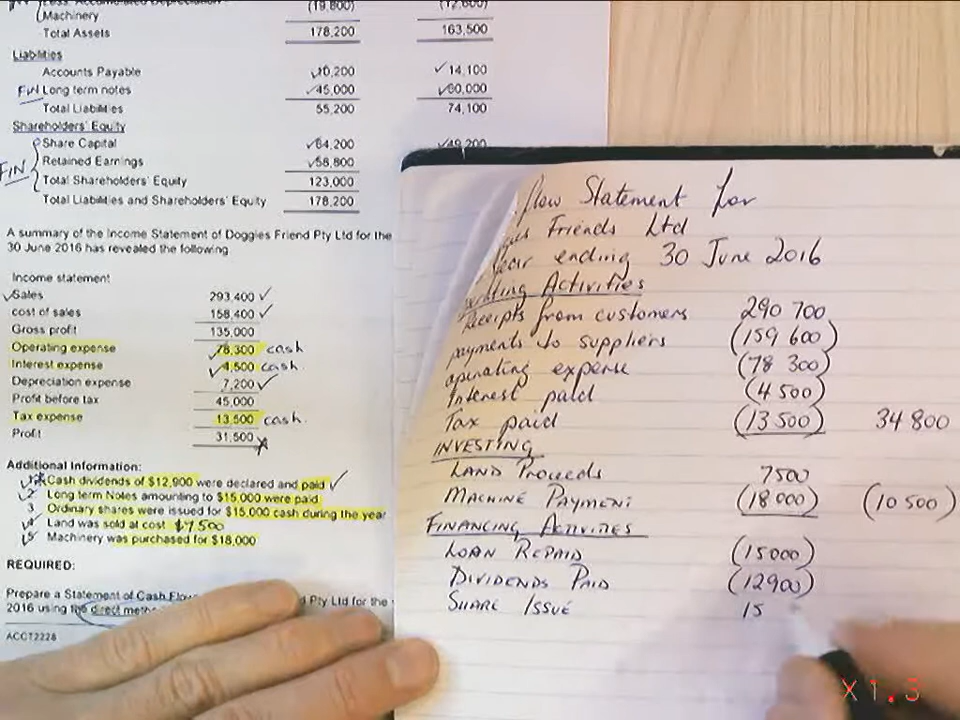 (19,800) (12,600)
Machinery
Total Assets 178,200 163,500
Liabilities
Accounts Payable 10,200 14,100
FIN Long term notes 45,000 60,000
Total Liabilities 55,200 74,100
Shareholders' Equity
Share Capital 64,200 49,200
Retained Earnings 58,800
FIN
Total Shareholders' Equity 123,000
Total Liabilities and Shareholders' Equity 178,200
A summary of the Income Statement of Doggies Friend Pty Ltd for the
30 June 2016 has revealed the following
Income statement
Sales 293,400
cost of sales 158,400
Gross profit 135,000
Operating expense 78,300 cash
Interest expense 4,500 cash
Depreciation expense 7,200
Profit before tax 45,000
Tax expense 13,500 cash.
Profit 31,500
Additional Information:
Cash dividends of $12,900 were declared and paid
2 Long term Notes amounting to $15,000 were paid
3 Ordinary shares were issued for $15,000 cash during the year
Land was sold at cost $7500
5 Machinery was purchased for $18,000
REQUIRED:
Prepare a Statement of Cash Flow Pty Ltd for the
2016 using the direct
ACCT2228
flow Statement for
Friends Ltd
Year ending 30 June 2016
Activities
Receipts from customers 290 700
payments to suppliers (159 600)
operating expense (78 300)
Interest paid (4 500)
Tax paid (13 500) 34 800
INVESTING
LAND PROCEEDS 7500
MACHINE PAYMENT (18 000) (10 500)
FINANCING ACTIVITIES
LOAN REPAID (15000)
DIVIDENDS PAID (12900)
SHARE ISSUE 15
X1.3